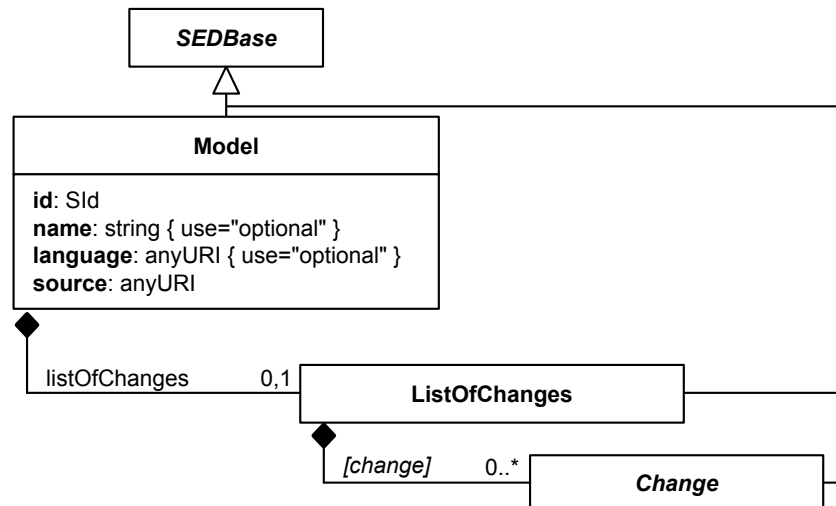 SEDBase
Model
id: SId
name: string { use="optional" }
language: anyURI { use="optional" }
source: anyURI
listOfChanges 0,1
ListOfChanges
[change] 0..*
Change